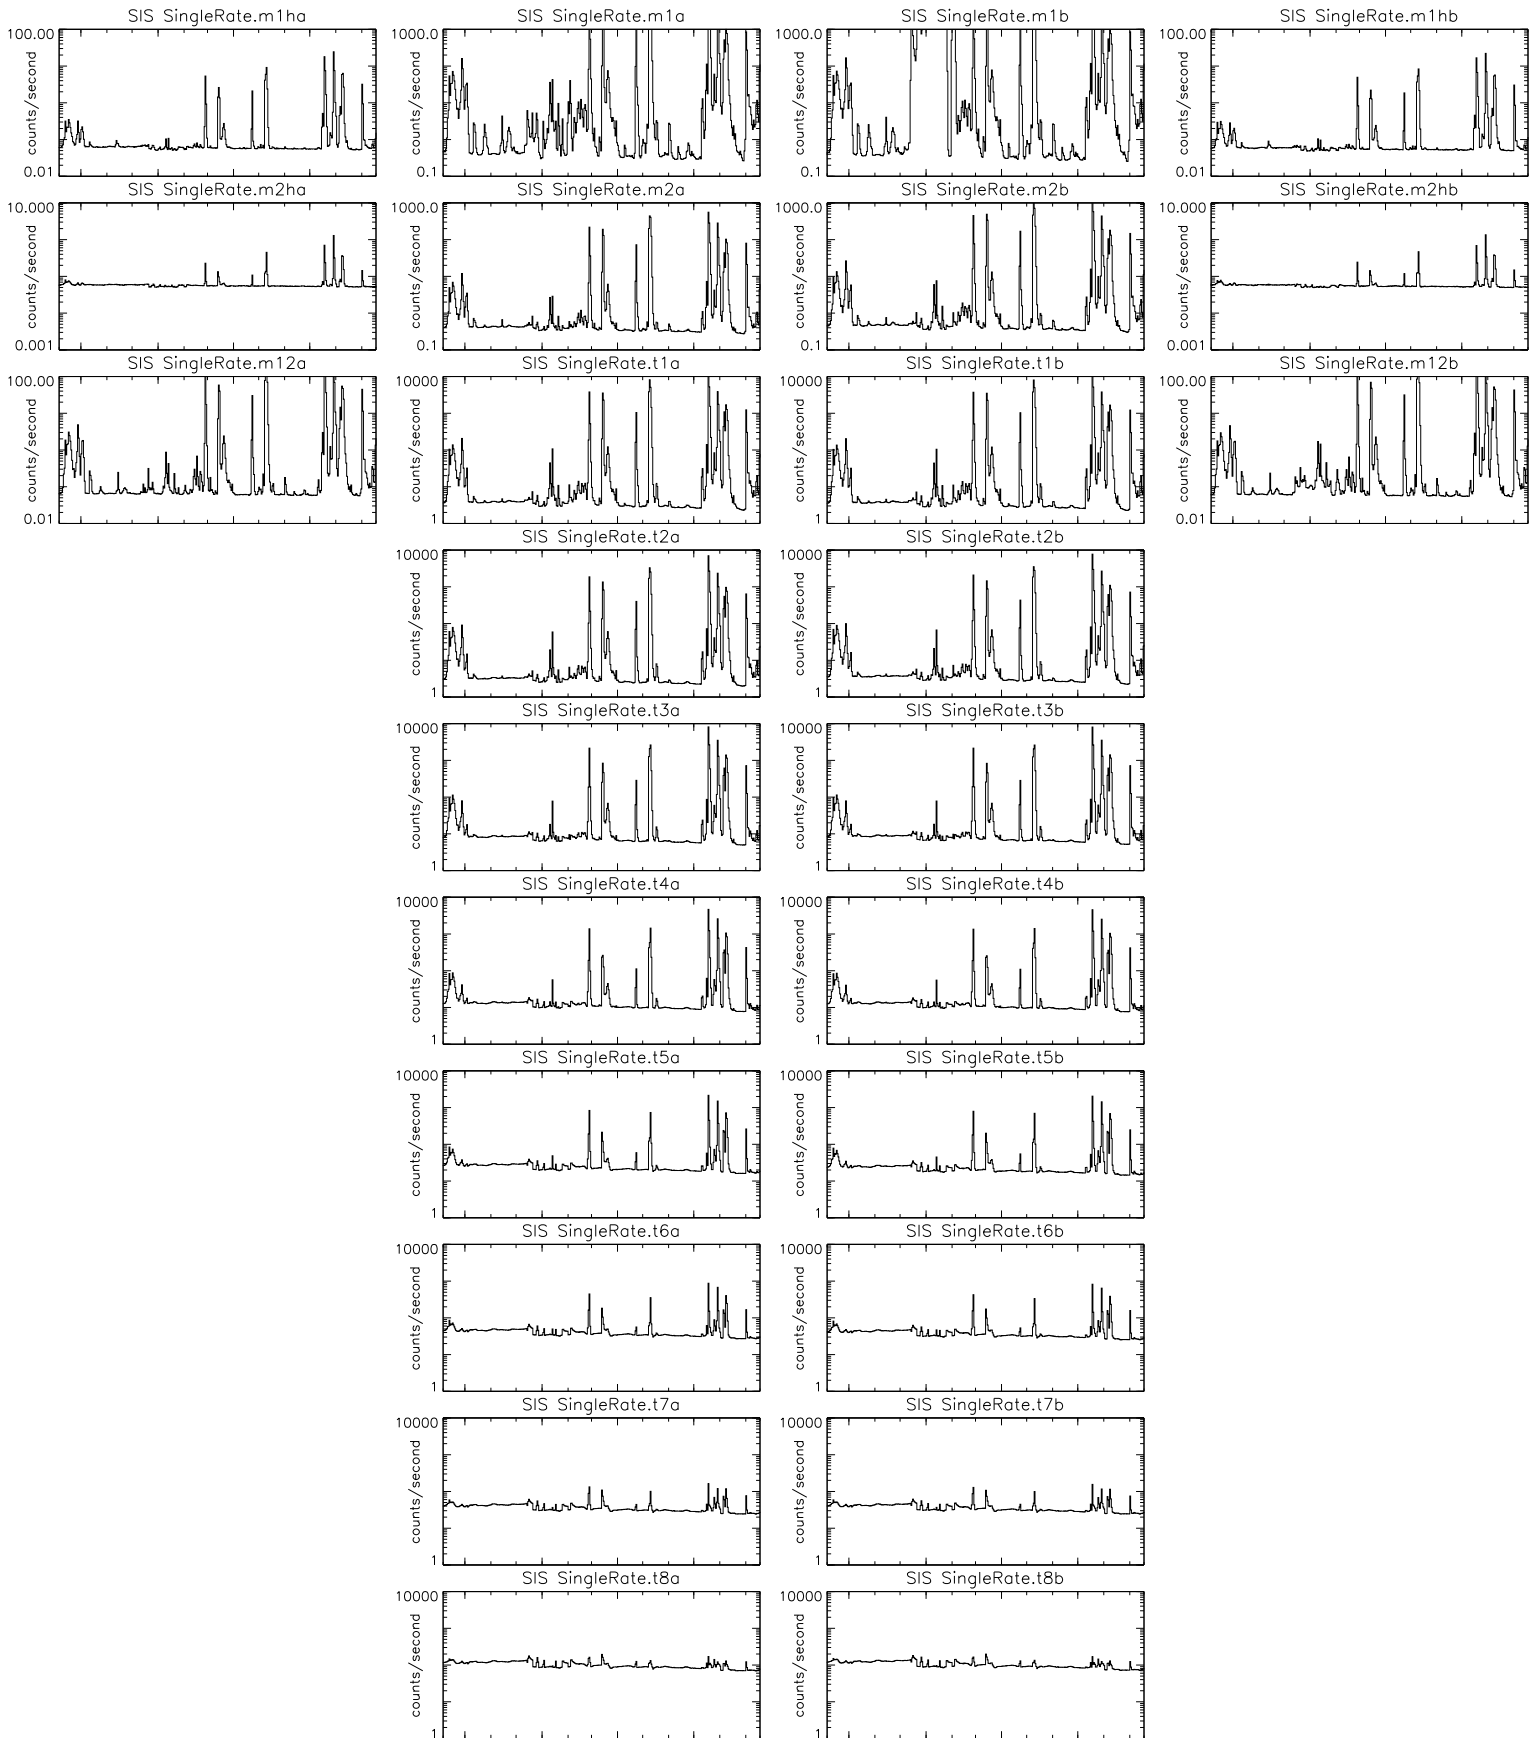 SIS SingleRate.m1ha
SIS SingleRate.m1a
SIS SingleRate.m1b
SIS SingleRate.m1hb
100.00
counts/second
0.01
1000.0
counts/second
0.1
1000.0
counts/second
0.1
100.00
counts/second
0.01
SIS SingleRate.m2ha
SIS SingleRate.m2a
SIS SingleRate.m2b
SIS SingleRate.m2hb
10.000
counts/second
0.001
1000.0
counts/second
0.1
1000.0
counts/second
0.1
10.000
counts/second
0.001
SIS SingleRate.m12a
SIS SingleRate.t1a
SIS SingleRate.t1b
SIS SingleRate.m12b
100.00
counts/second
0.01
10000
counts/second
1
10000
counts/second
1
100.00
counts/second
0.01
SIS SingleRate.t2a
SIS SingleRate.t2b
10000
counts/second
1
10000
counts/second
1
SIS SingleRate.t3a
SIS SingleRate.t3b
10000
counts/second
1
10000
counts/second
1
SIS SingleRate.t4a
SIS SingleRate.t4b
10000
counts/second
1
10000
counts/second
1
SIS SingleRate.t5a
SIS SingleRate.t5b
10000
counts/second
1
10000
counts/second
1
SIS SingleRate.t6a
SIS SingleRate.t6b
10000
counts/second
1
10000
counts/second
1
SIS SingleRate.t7a
SIS SingleRate.t7b
10000
counts/second
1
10000
counts/second
1
SIS SingleRate.t8a
SIS SingleRate.t8b
10000
counts/second
1
10000
counts/second
1